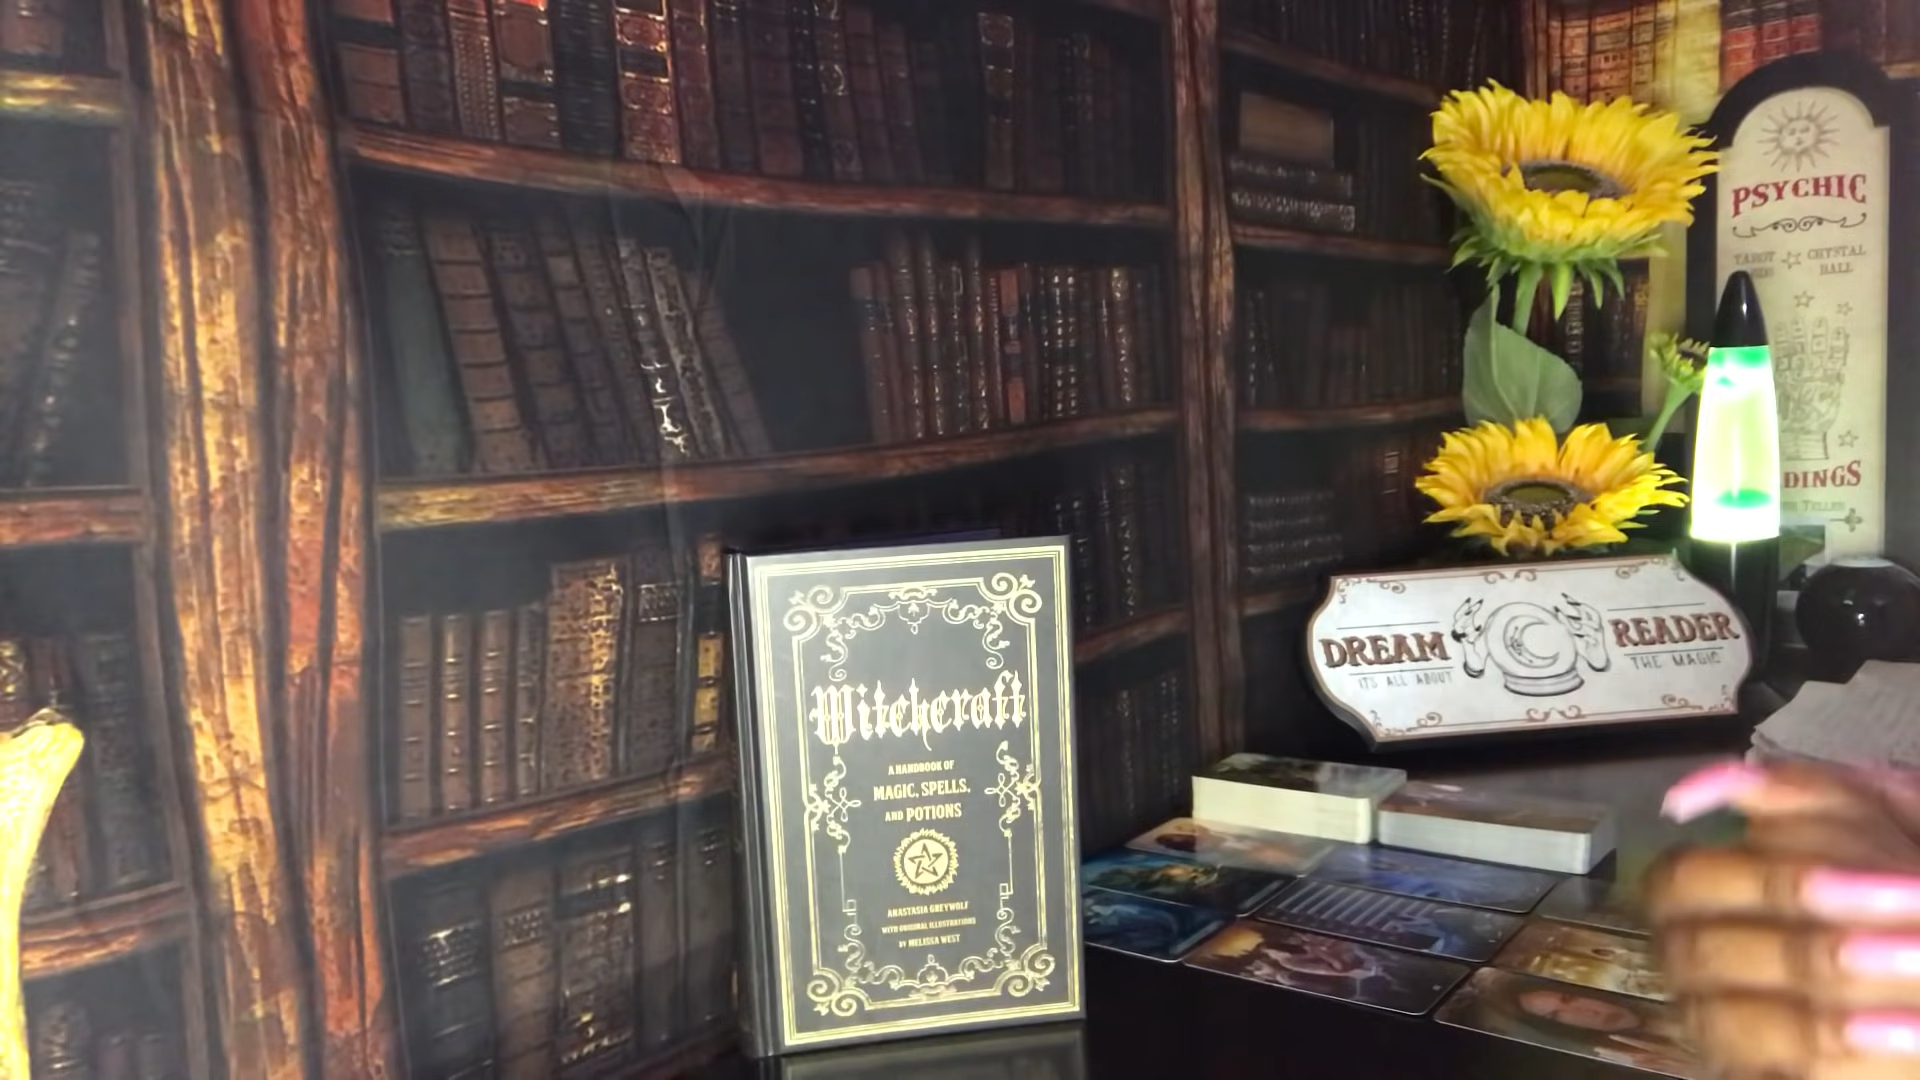 Witchcraft
A HANDBOOK OF
MAGIC, SPELLS,
AND POTIONS
ANASTASIA GREYWOLF
WITH ORIGINAL ILLUSTRATIONS
BY MELISSA WEST
DREAM READER
IT'S ALL ABOUT THE MAGIC
PSYCHIC
TAROT CRYSTAL
BALL